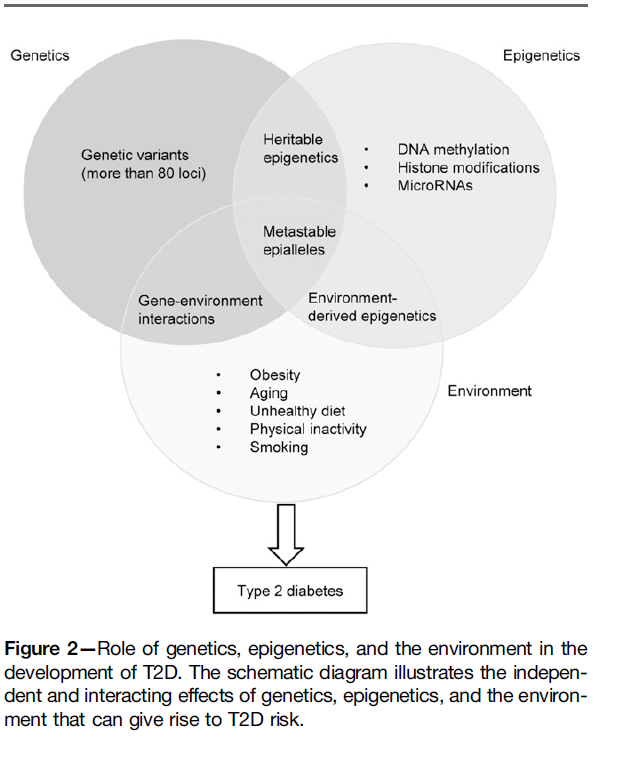 Genetics
Epigenetics
Genetic variants
(more than 80 loci)
Heritable
epigenetics
• DNA methylation
• Histone modifications
• MicroRNAs
Metastable
epialleles
Gene-environment
interactions
Environment-
derived epigenetics
• Obesity
• Aging
• Unhealthy diet
• Physical inactivity
• Smoking
Environment
Type 2 diabetes
Figure 2—Role of genetics, epigenetics, and the environment in the
development of T2D. The schematic diagram illustrates the indepen-
dent and interacting effects of genetics, epigenetics, and the environ-
ment that can give rise to T2D risk.